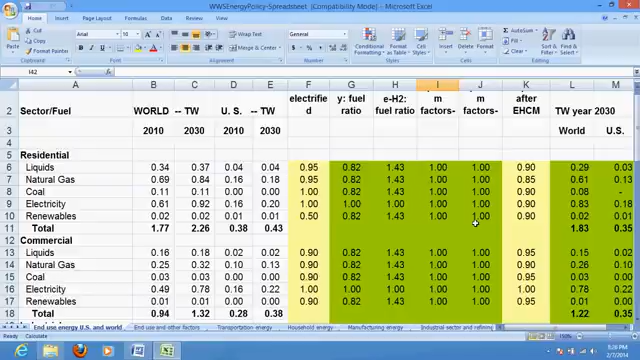 WWSEnergyPolicy-Spreadsheet [Compatibility Mode] - Microsoft Excel
Home Insert Page Layout Formulas Data Review View
Wrap Text General AutoSum
Conditional Format Cell Insert Delete Format Sort & Find &
Clipboard Font Alignment Number Styles Cells Editing
I42
A B C D E F G H I J K L M
electrifie y: fuel e-H2: m m after
2 Sector/Fuel WORLD -- TW U. S. -- TW d ratio fuel ratio factors- factors- EHCM TW year 2030
3 2010 2030 2010 2030 World U.S.
4
5 Residential
6 Liquids 0.34 0.37 0.04 0.04 0.95 0.82 1.43 1.00 1.00 0.90 0.29 0.03
7 Natural Gas 0.69 0.84 0.16 0.18 0.95 0.82 1.43 1.00 1.00 0.85 0.61 0.13
8 Coal 0.11 0.11 0.00 0.00 1.00 0.82 1.43 1.00 1.00 0.90 0.08 -
9 Electricity 0.61 0.92 0.16 0.20 1.00 1.00 1.00 1.00 1.00 0.90 0.83 0.18
10 Renewables 0.02 0.02 0.01 0.01 0.50 0.82 1.43 1.00 1.00 0.90 0.02 0.01
11 Total 1.77 2.26 0.38 0.43 1.83 0.35
12 Commercial
13 Liquids 0.16 0.18 0.02 0.02 0.90 0.82 1.43 1.00 1.00 0.95 0.15 0.02
14 Natural Gas 0.25 0.32 0.10 0.13 0.90 0.82 1.43 1.00 1.00 0.90 0.26 0.10
15 Coal 0.03 0.03 0.00 0.00 0.90 0.82 1.43 1.00 1.00 0.95 0.03 0.00
16 Electricity 0.49 0.78 0.16 0.22 1.00 1.00 1.00 1.00 1.00 0.95 0.78 0.22
17 Renewables 0.01 0.01 0.00 0.00 0.90 0.82 1.43 1.00 1.00 0.95 0.01 0.00
18 Total 0.94 1.32 0.28 0.38 1.22 0.35
End use energy U.S. and world End use and other factors Transportation energy Household energy Manufacturing energy Industrial sector and refining
Ready Calculate 150%
9:26 PM
2/7/2014